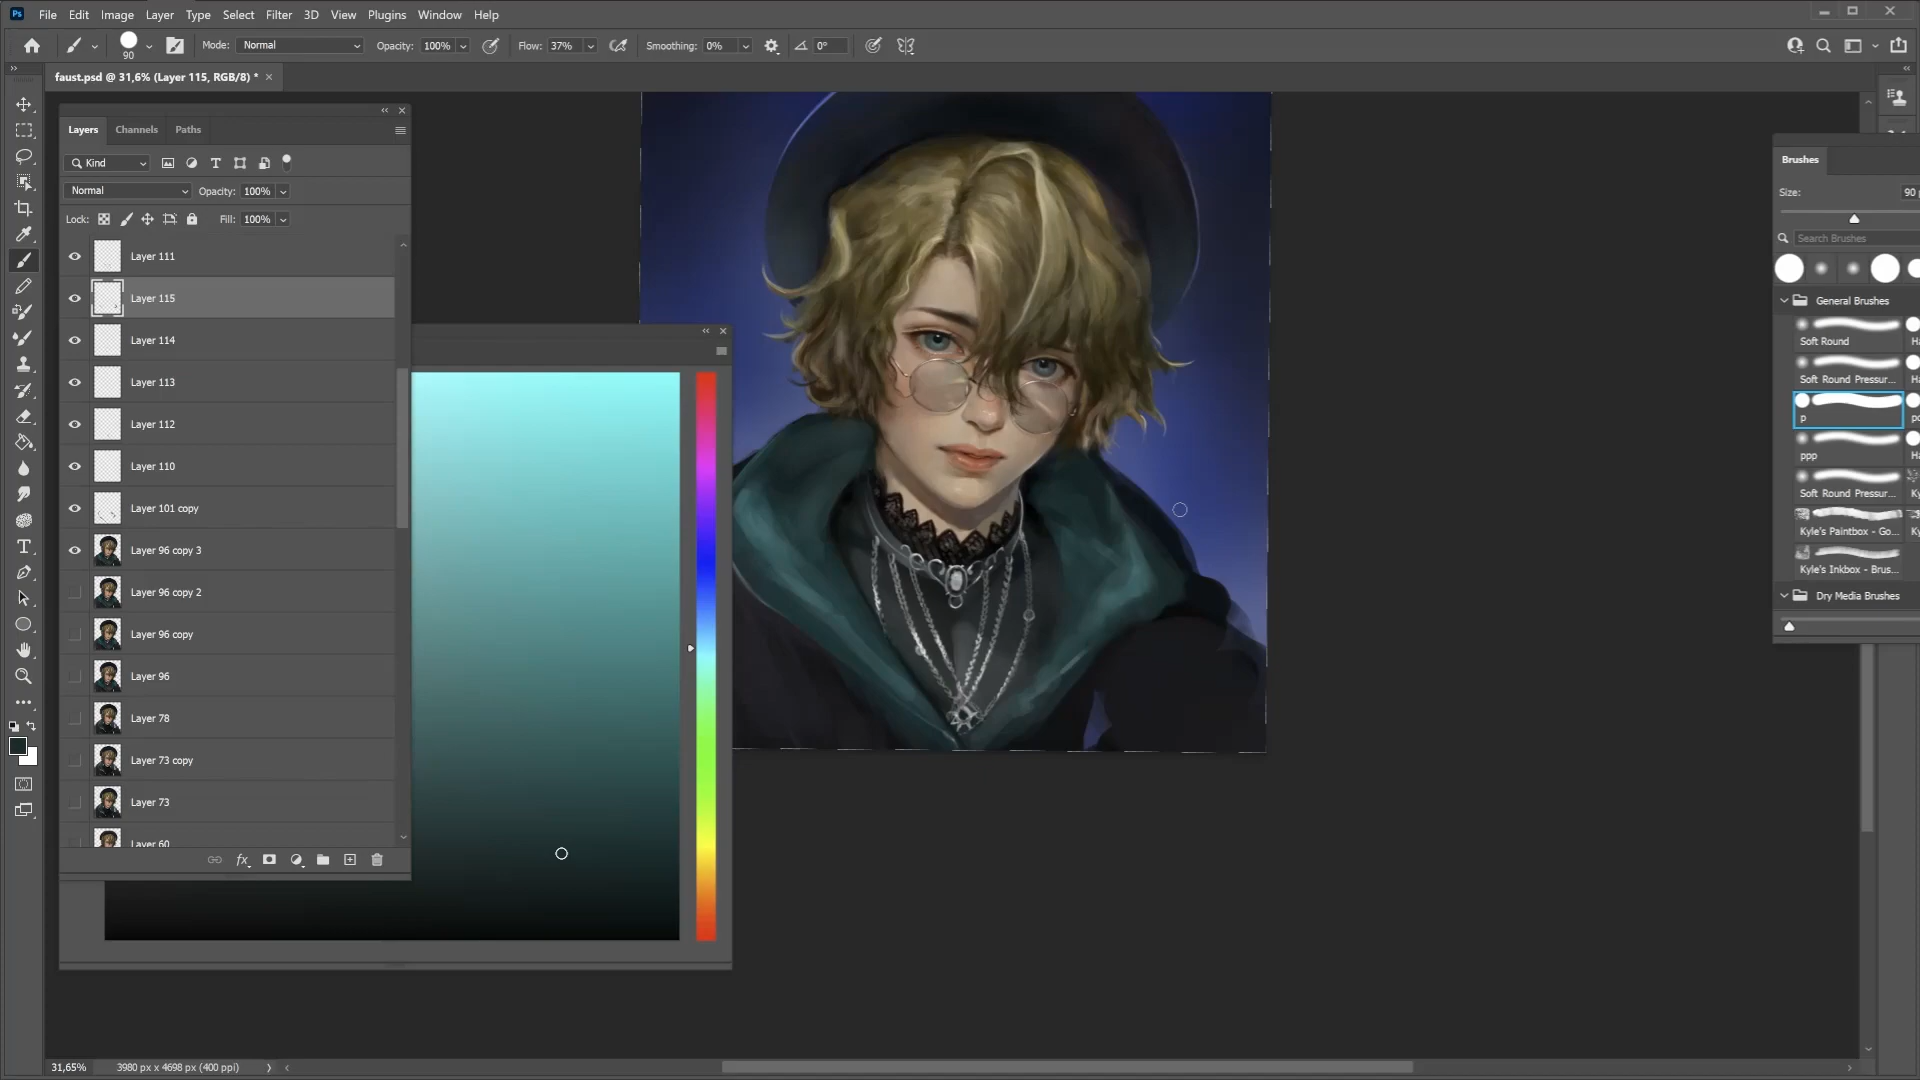 Ps File Edit Image Layer Type Select Filter 3D View Plugins Window Help
90 Mode: Normal Opacity: 100% Flow: 37% Smoothing: 0% 0°
faust.psd @ 31,6% (Layer 115, RGB/8) *
Layers Channels Paths
Kind
Normal Opacity: 100%
Lock: Fill: 100%
Layer 111
Layer 115
Layer 114
Layer 113
Layer 112
Layer 110
Layer 101 copy
Layer 96 copy 3
Layer 96 copy 2
Layer 96 copy
Layer 96
Layer 78
Layer 73 copy
Layer 73
Layer 60
fx
Brushes
Size: 90 p
Search Brushes
General Brushes
Soft Round
Soft Round Pressur... Ha
p
ppp
Soft Round Pressur...
Kyle's Paintbox - Go...
Kyle's Inkbox - Brus...
Dry Media Brushes
31,65% 3980 px x 4698 px (400 ppi)